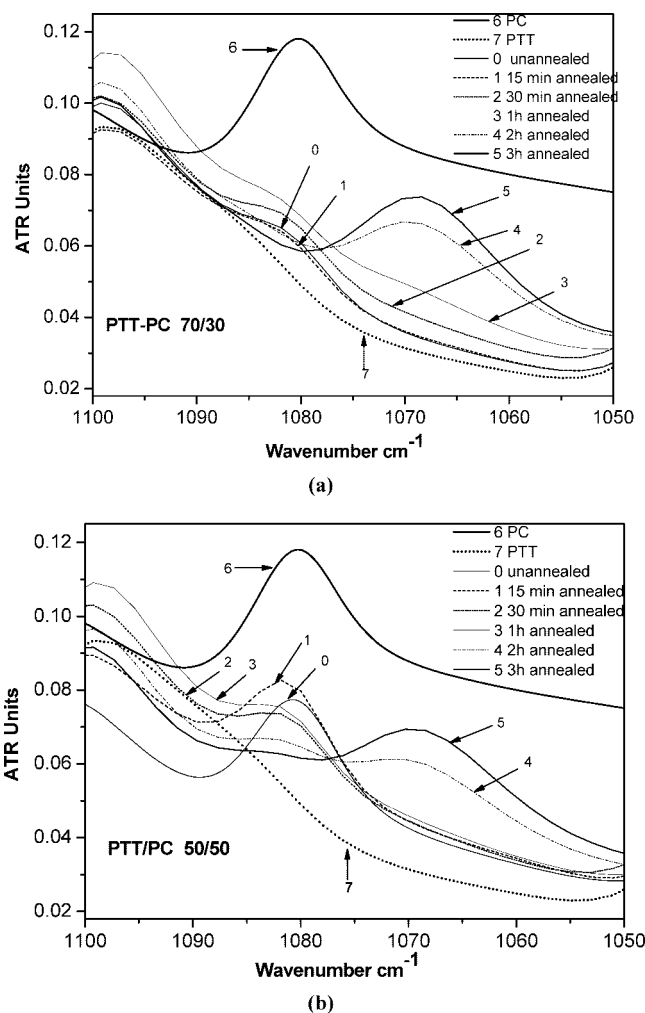 6 PC
7 PTT
0 unannealed
1 15 min annealed
2 30 min annealed
3 1h annealed
4 2h annealed
5 3h annealed
6
0
1
5
4
2
3
7
PTT-PC 70/30
ATR Units
0.12
0.10
0.08
0.06
0.04
0.02
1100
1090
1080
1070
1060
1050
Wavenumber cm-1
(a)
6 PC
7 PTT
0 unannealed
1 15 min annealed
2 30 min annealed
3 1h annealed
4 2h annealed
5 3h annealed
6
2
3
1
0
5
4
7
PTT/PC 50/50
ATR Units
0.12
0.10
0.08
0.06
0.04
0.02
1100
1090
1080
1070
1060
1050
Wavenumber cm-1
(b)